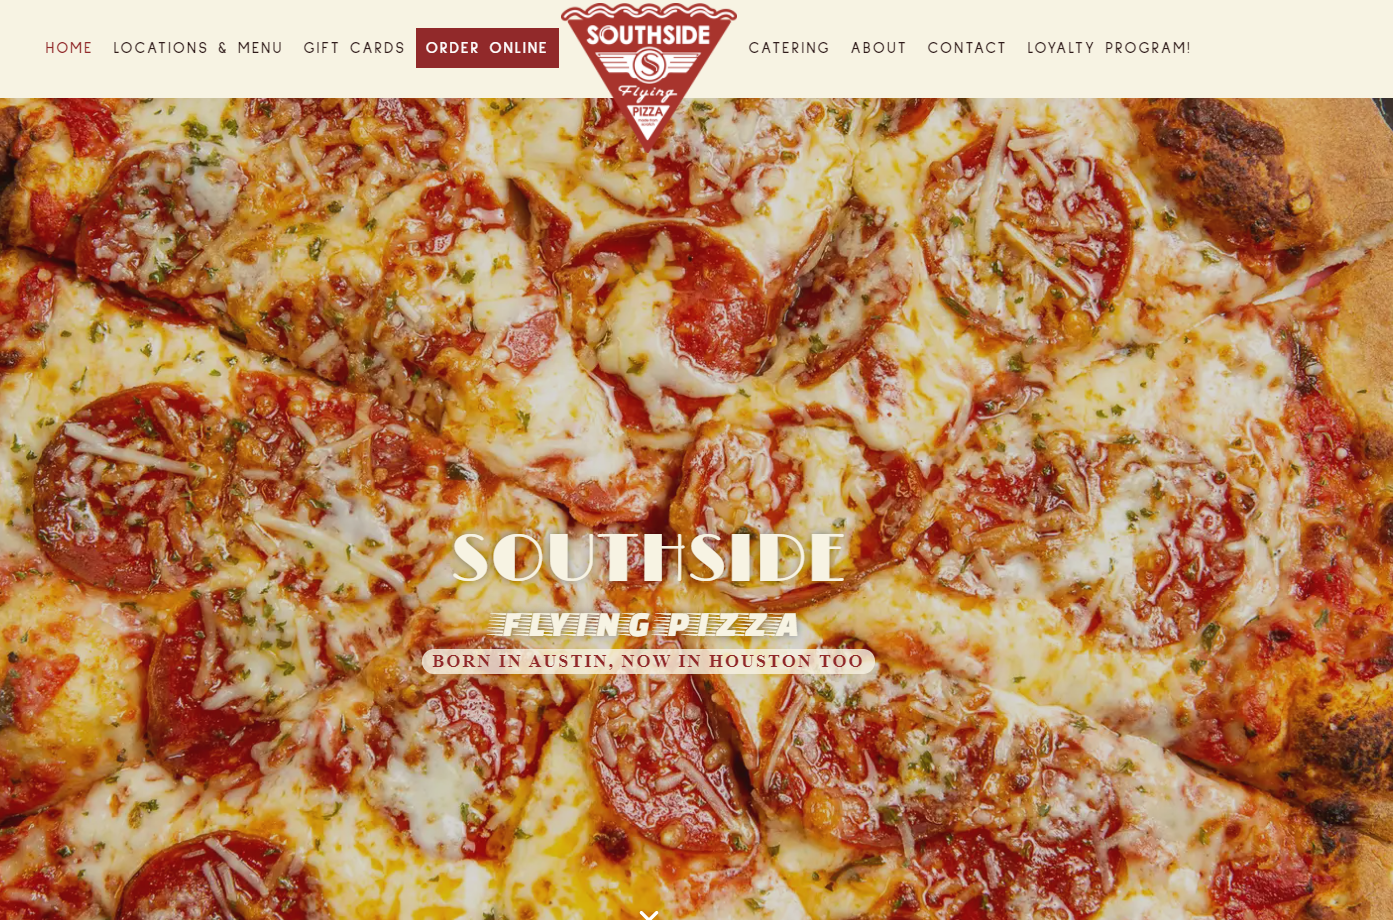 HOME LOCATIONS & MENU GIFT CARDS ORDER ONLINE CATERING ABOUT CONTACT LOYALTY PROGRAM!
SOUTHSIDE
S
Flying
PIZZA
SOUTHSIDE
FLYING PIZZA
BORN IN AUSTIN, NOW IN HOUSTON TOO